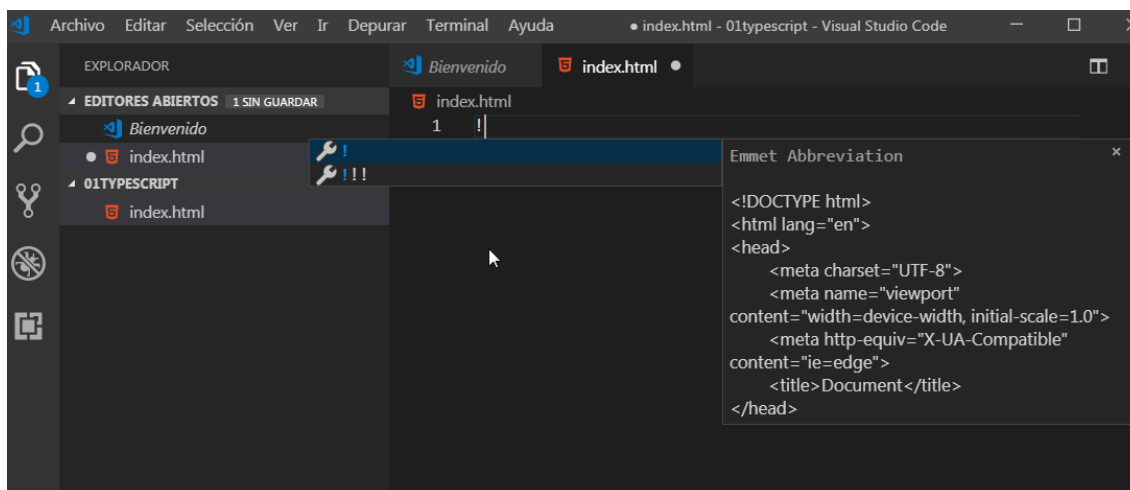 Archivo Editar Selección Ver Ir Depurar Terminal Ayuda ● index.html - 01typescript - Visual Studio Code
EXPLORADOR
Bienvenido
index.html ●
1
EDITORES ABIERTOS 1 SIN GUARDAR
Bienvenido
● index.html
01TYPESCRIPT
index.html
index.html
1 !
!
!!!
Emmet Abbreviation ×
<!DOCTYPE html>
<html lang="en">
<head>
<meta charset="UTF-8">
<meta name="viewport"
content="width=device-width, initial-scale=1.0">
<meta http-equiv="X-UA-Compatible"
content="ie=edge">
<title>Document</title>
</head>